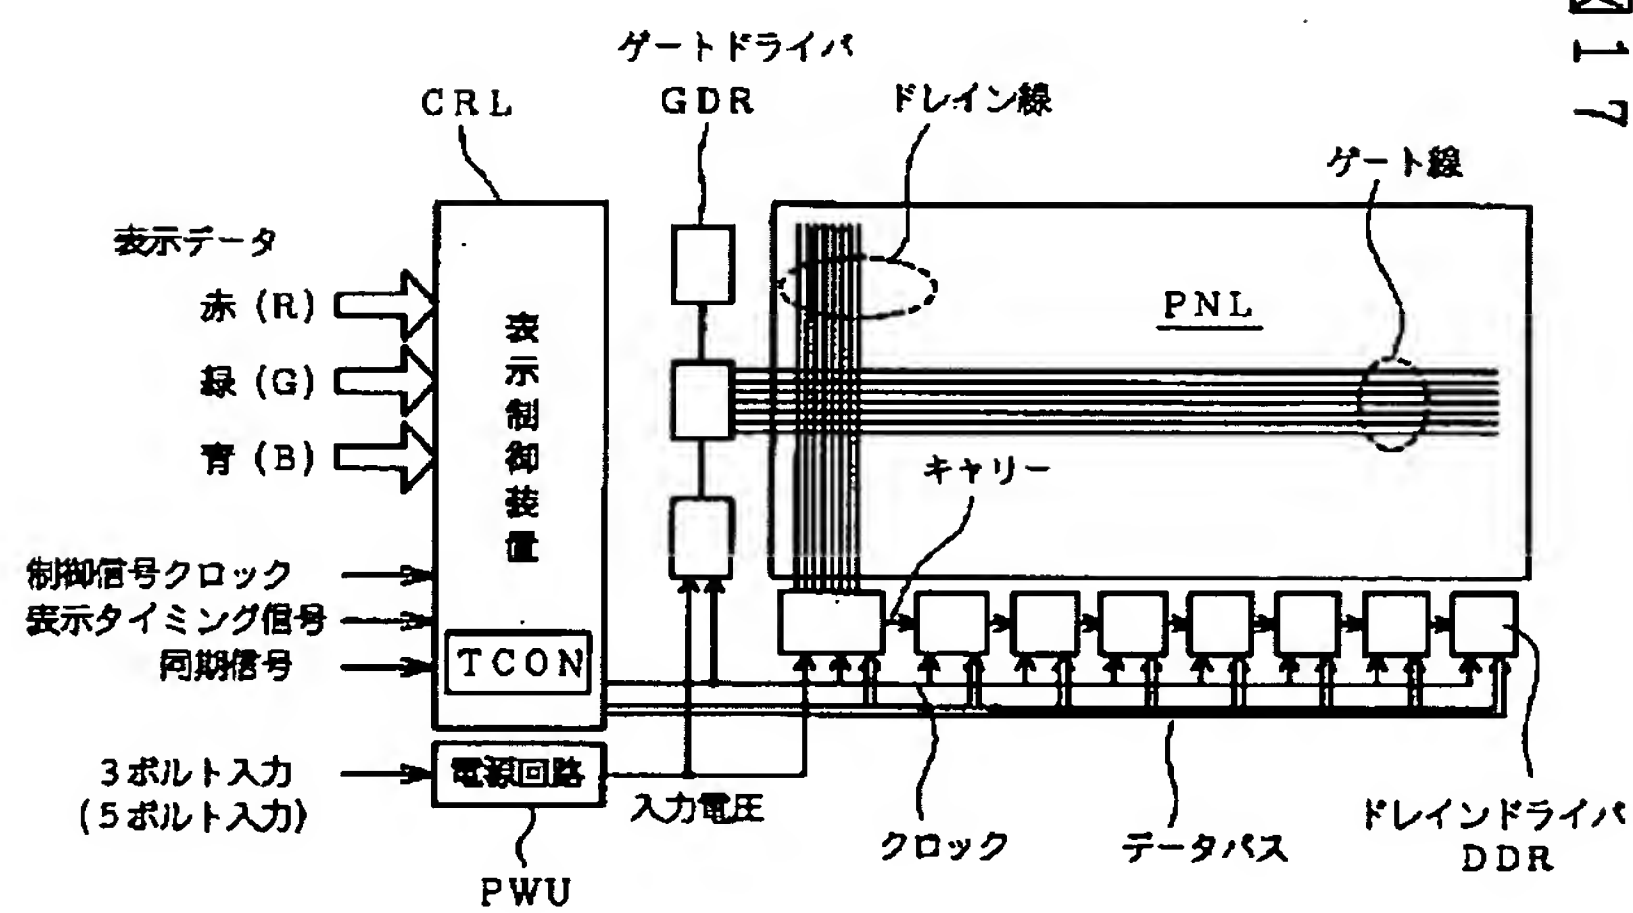 図17
ゲートドライバ
GDR
CRL
ドレイン線
ゲート線
表示データ
赤(R)
緑(G)
青(B)
表示制御装置
PNL
キャリー
制御信号クロック
表示タイミング信号
同期信号
TCON
3ボルト入力
(5ボルト入力)
電源回路
入力電圧
PWU
クロック
データバス
ドレインドライバ
DDR